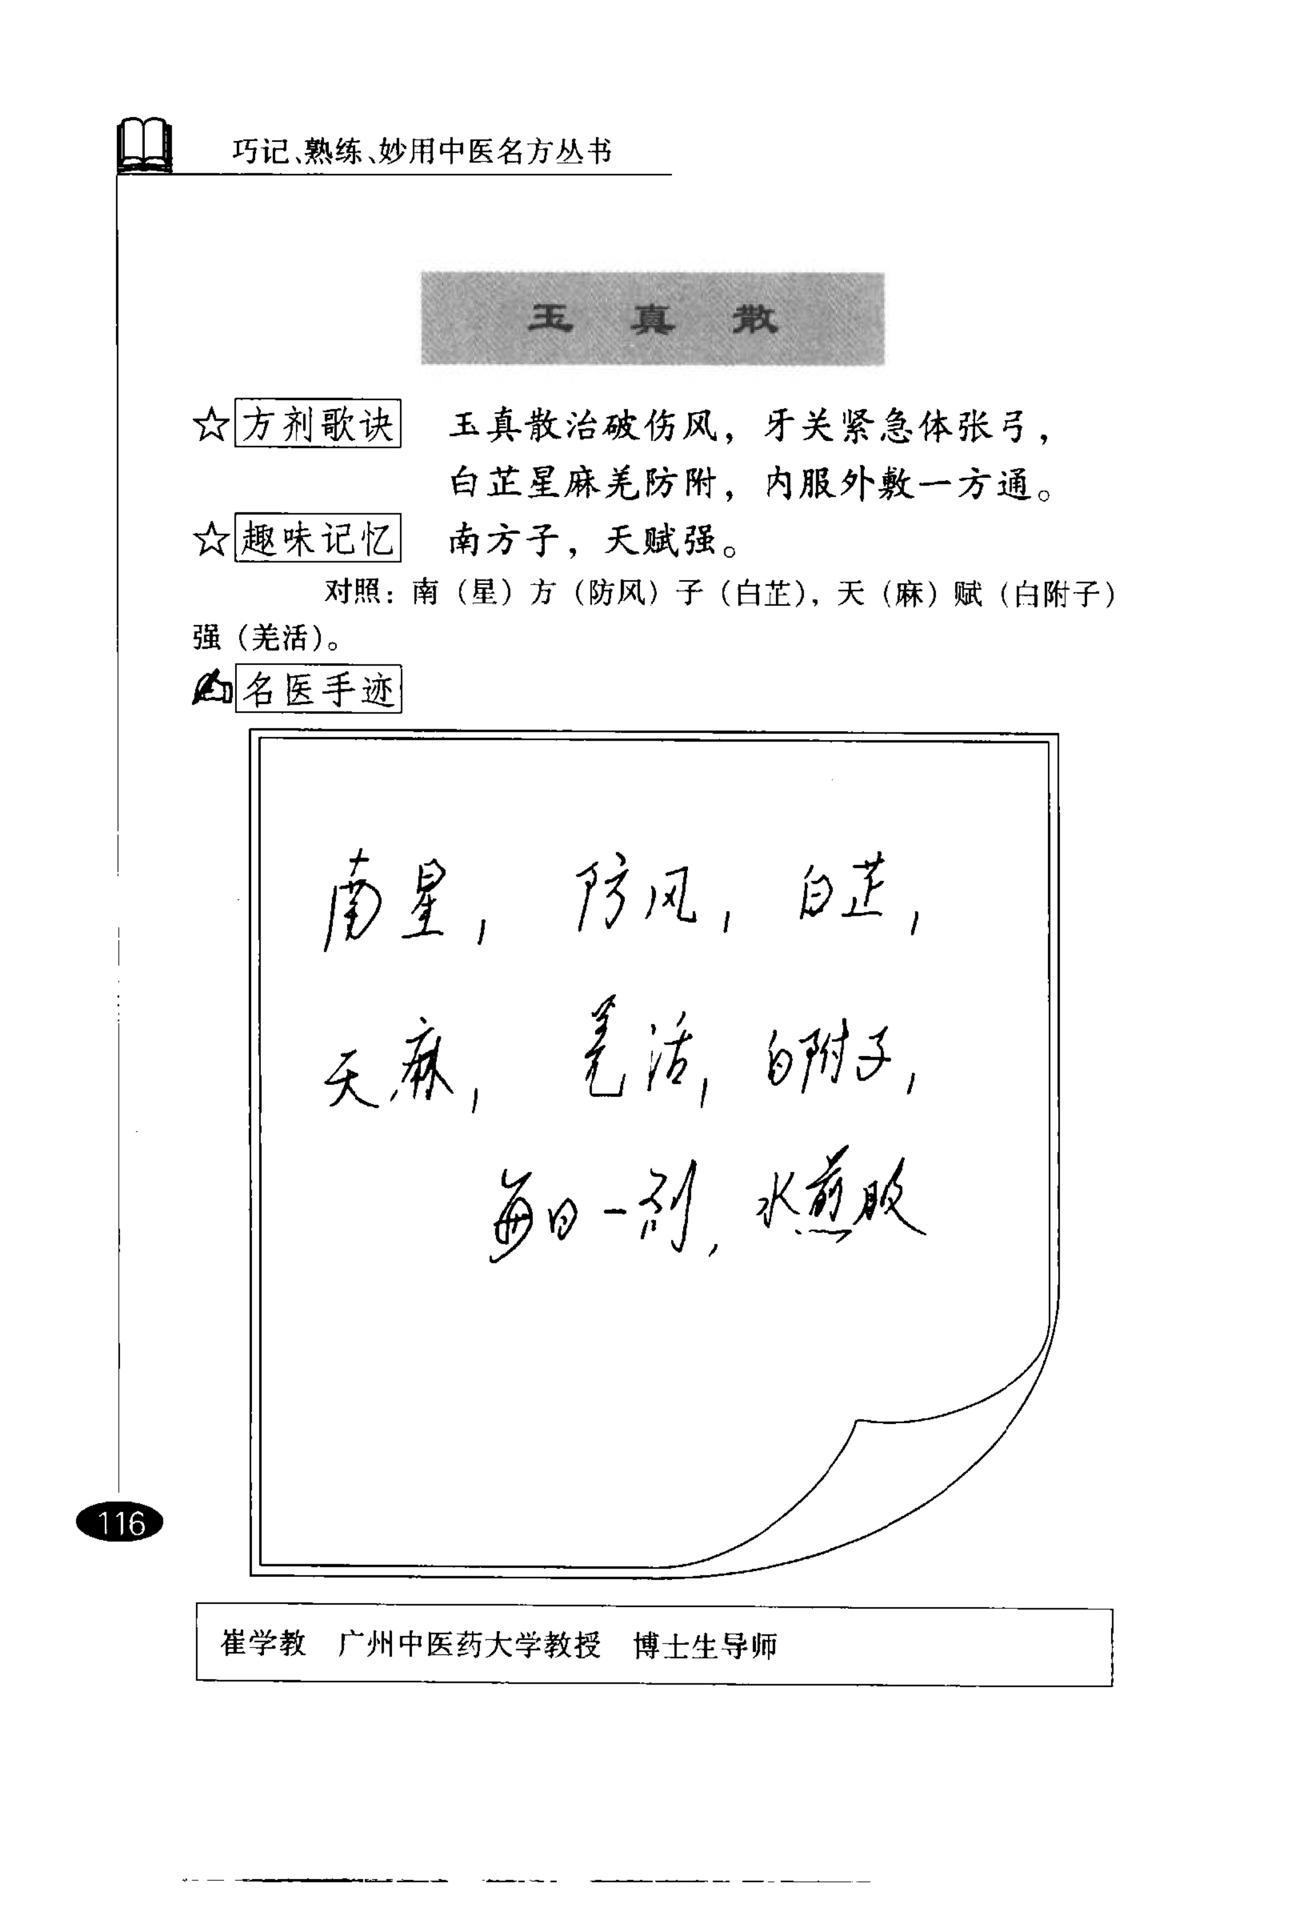 巧记、熟练、妙用中医名方丛书
玉真散
☆方剂歌诀 玉真散治破伤风，牙关紧急体张弓，
白芷星麻羌防附，内服外敷一方通。
☆趣味记忆 南方子，天赋强。
对照：南（星）方（防风）子（白芷），天（麻）赋（白附子）
强（羌活）。
名医手迹
南星， 防风， 白芷，
天麻， 羌活， 白附子，
每日一剂，水煎服
116
崔学教 广州中医药大学教授 博士生导师